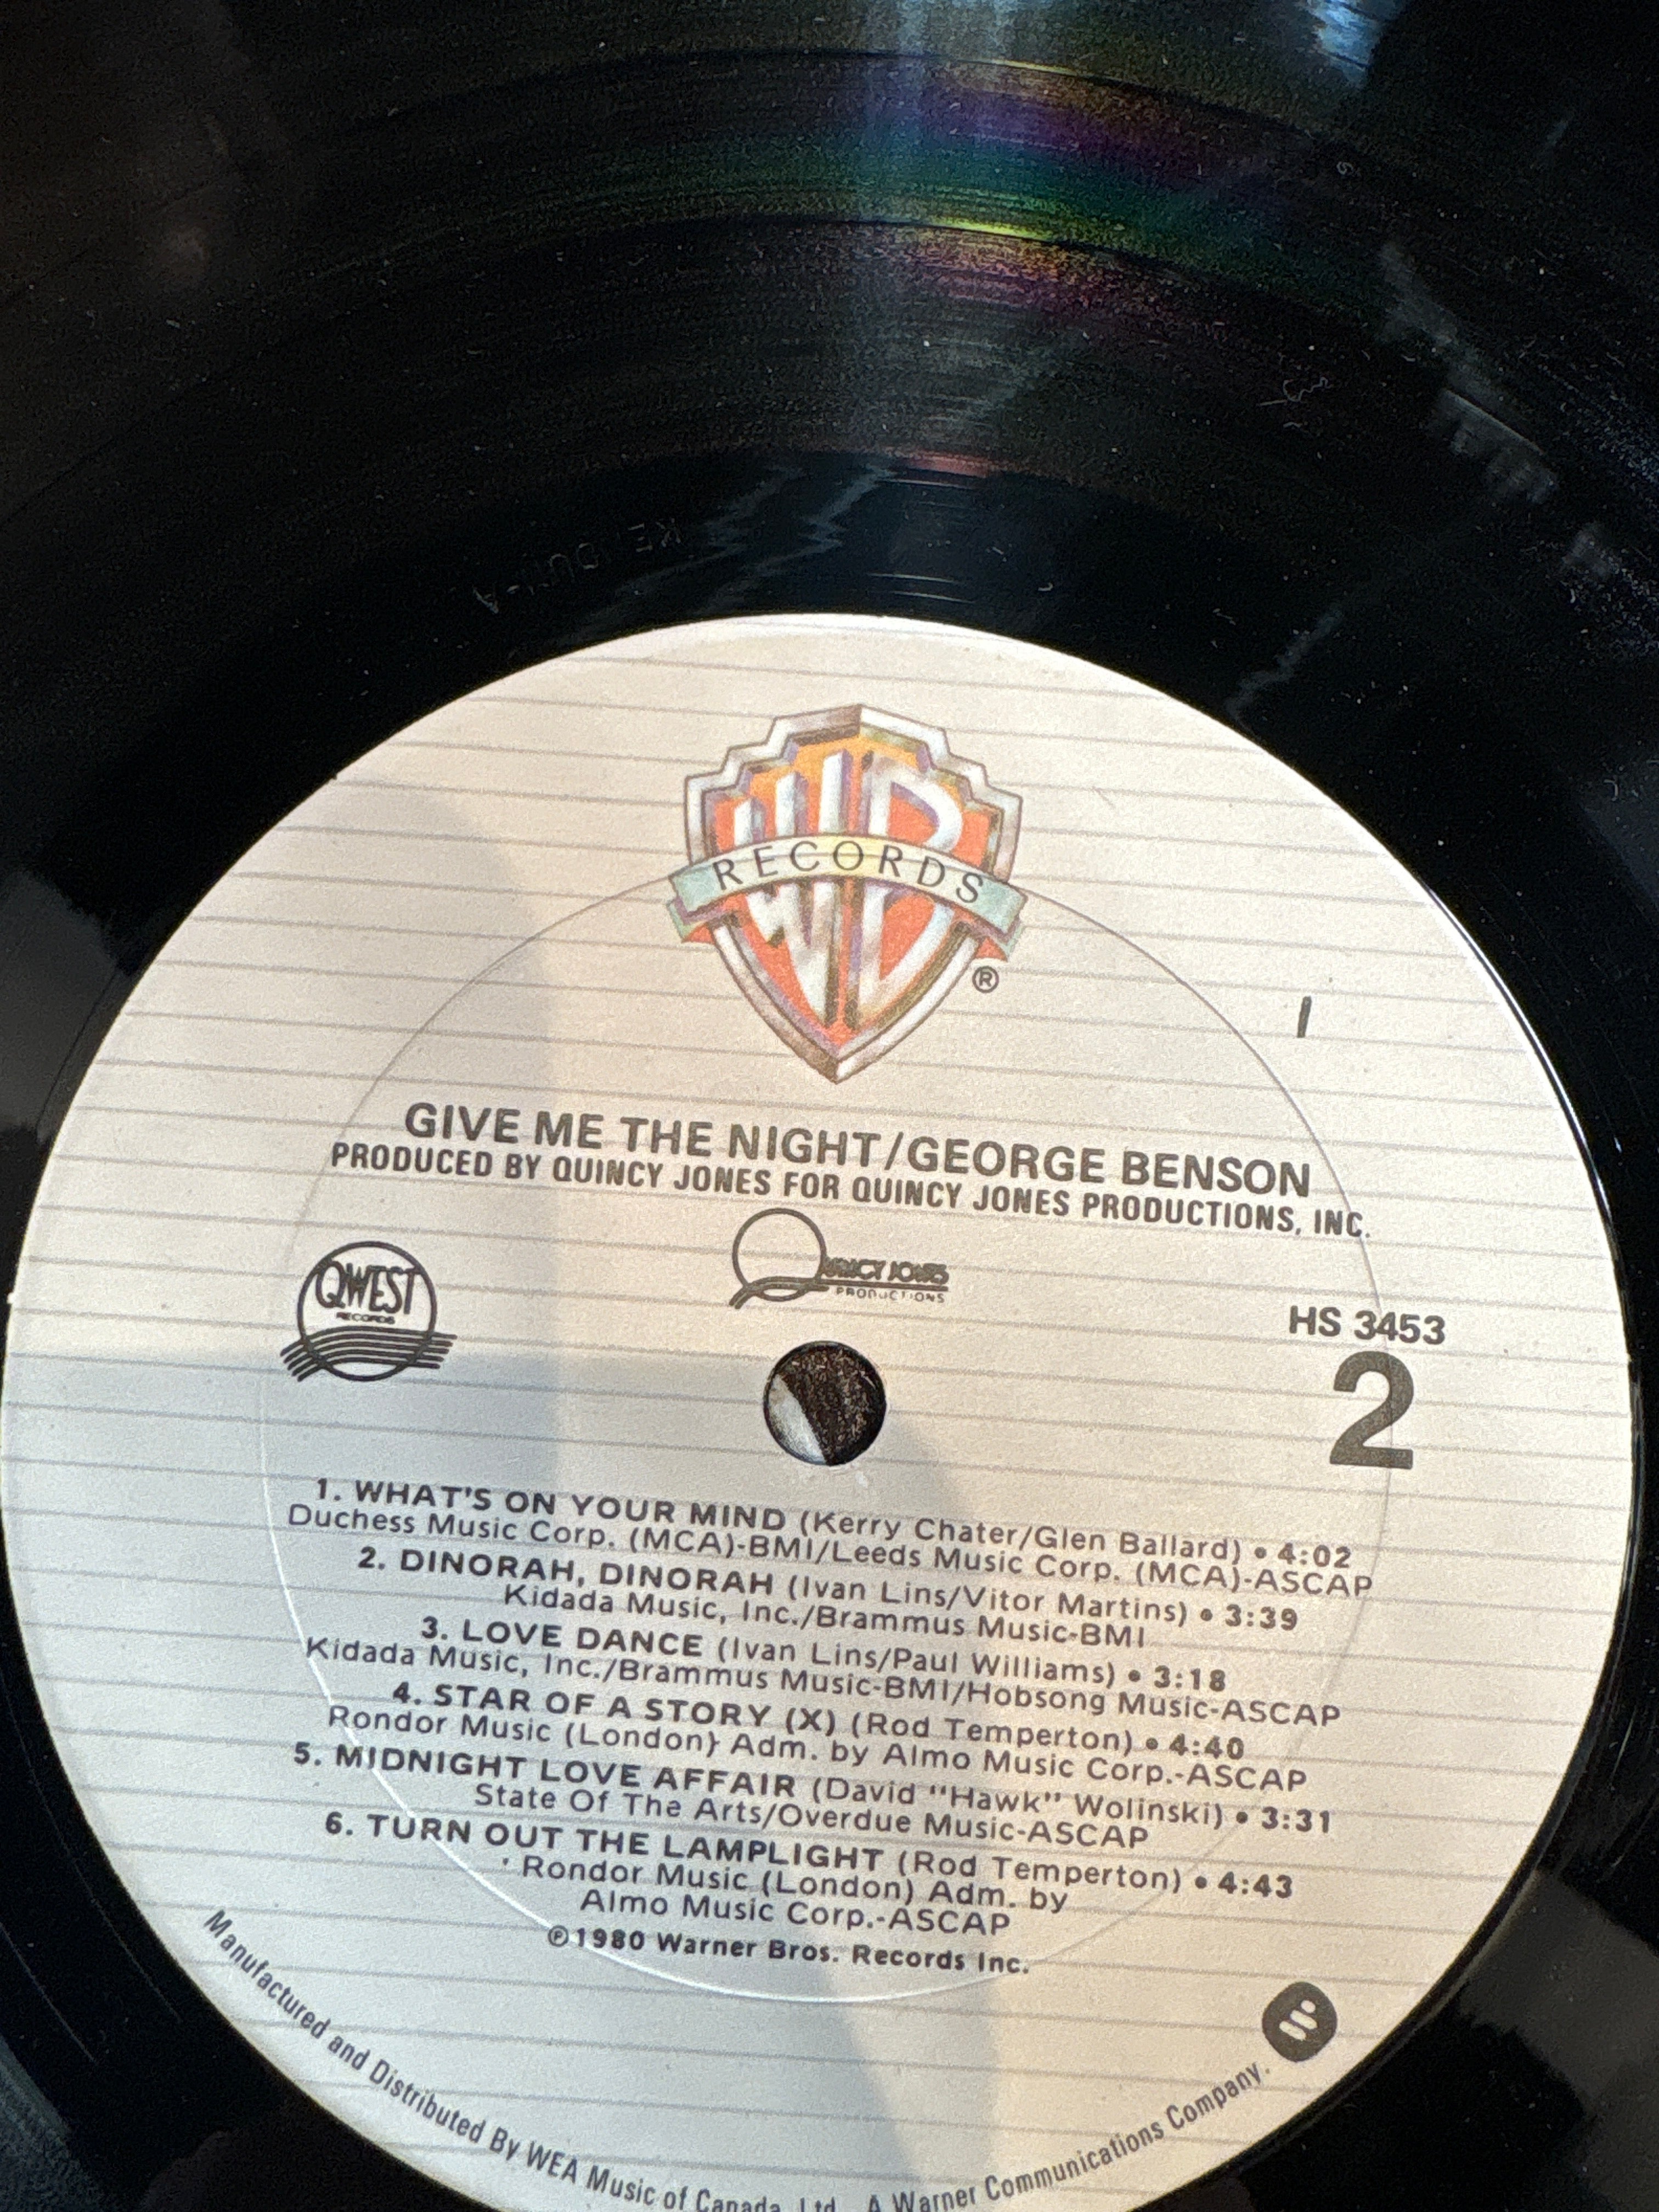 WB
RECORDS
®
I
GIVE ME THE NIGHT/GEORGE BENSON
PRODUCED BY QUINCY JONES FOR QUINCY JONES PRODUCTIONS, INC.
QWEST
RECORDS
QUINCY JONES
PRODUCTIONS
HS 3453
2
1. WHAT'S ON YOUR MIND (Kerry Chater/Glen Ballard) • 4:02
Duchess Music Corp. (MCA)-BMI/Leeds Music Corp. (MCA)-ASCAP
2. DINORAH, DINORAH (Ivan Lins/Vitor Martins) • 3:39
Kidada Music, Inc./Brammus Music-BMI
3. LOVE DANCE (Ivan Lins/Paul Williams) • 3:18
Kidada Music, Inc./Brammus Music-BMI/Hobsong Music-ASCAP
4. STAR OF A STORY (X) (Rod Temperton) • 4:40
Rondor Music (London) Adm. by Almo Music Corp.-ASCAP
5. MIDNIGHT LOVE AFFAIR (David "Hawk" Wolinski) • 3:31
State Of The Arts/Overdue Music-ASCAP
6. TURN OUT THE LAMPLIGHT (Rod Temperton) • 4:43
Rondor Music (London) Adm. by
Almo Music Corp.-ASCAP
℗1980 Warner Bros. Records Inc.
Manufactured and Distributed By WEA Music of Canada, Ltd. A Warner Communications Company.